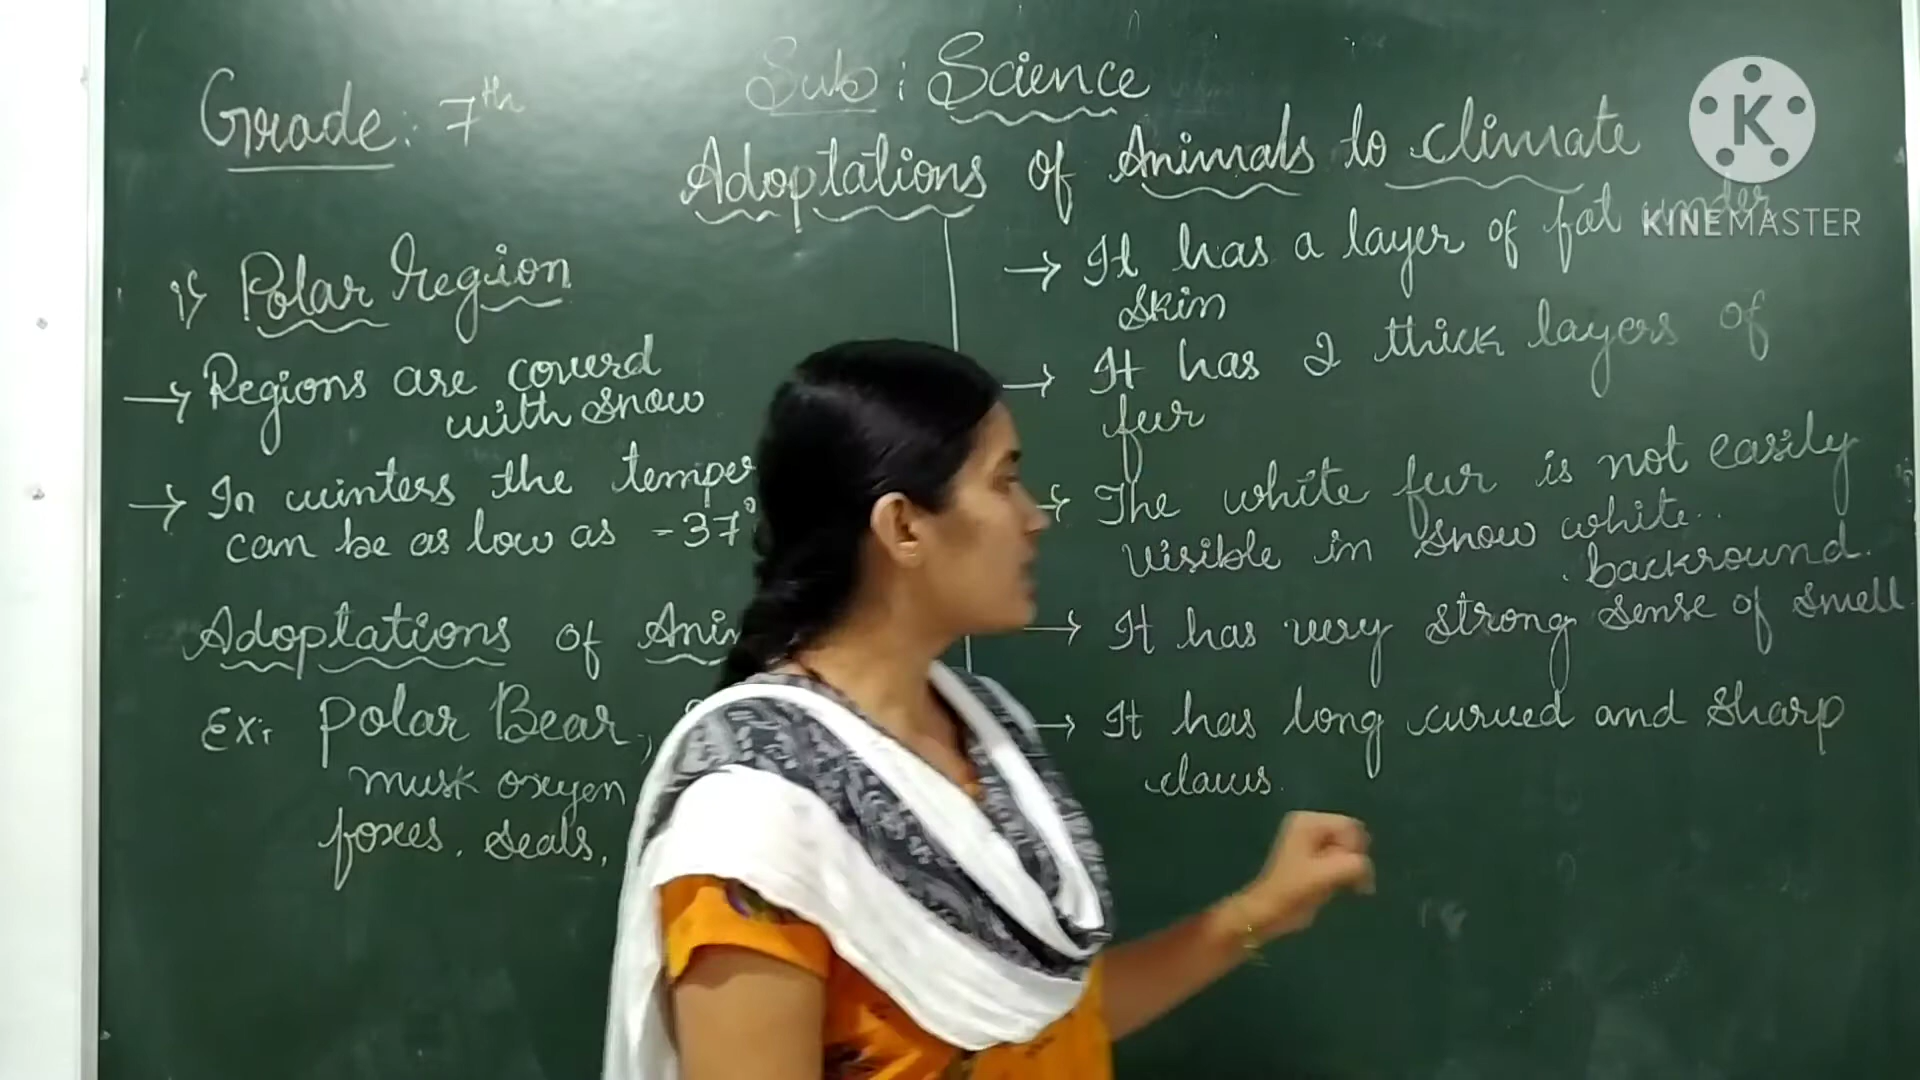 Grade: 7th
Sub: Science
Adoptations of Animals to climate
i) Polar region
→ Regions are coverd
with snow
→ In winters the temper
can be as low as -37°
Adoptations of Anim
Ex: Polar Bear,
musk oxyen
foxes. seals,
→ It has a layer of fat under
skin
→ It has 2 thick layers of
fur
→ The white fur is not easily
visible in snow white..
backround.
→ It has very strong sense of smell
→ It has long curved and sharp
claws.
K
KINEMASTER